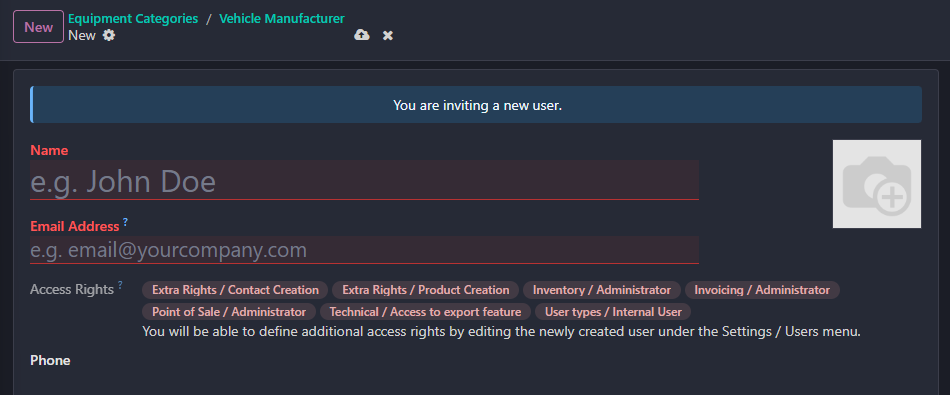 New
Equipment Categories / Vehicle Manufacturer
New
You are inviting a new user.
Name
e.g. John Doe
Email Address ?
e.g. email@yourcompany.com
Access Rights ? Extra Rights / Contact Creation Extra Rights / Product Creation Inventory / Administrator Invoicing / Administrator
Point of Sale / Administrator Technical / Access to export feature User types / Internal User
You will be able to define additional access rights by editing the newly created user under the Settings / Users menu.
Phone